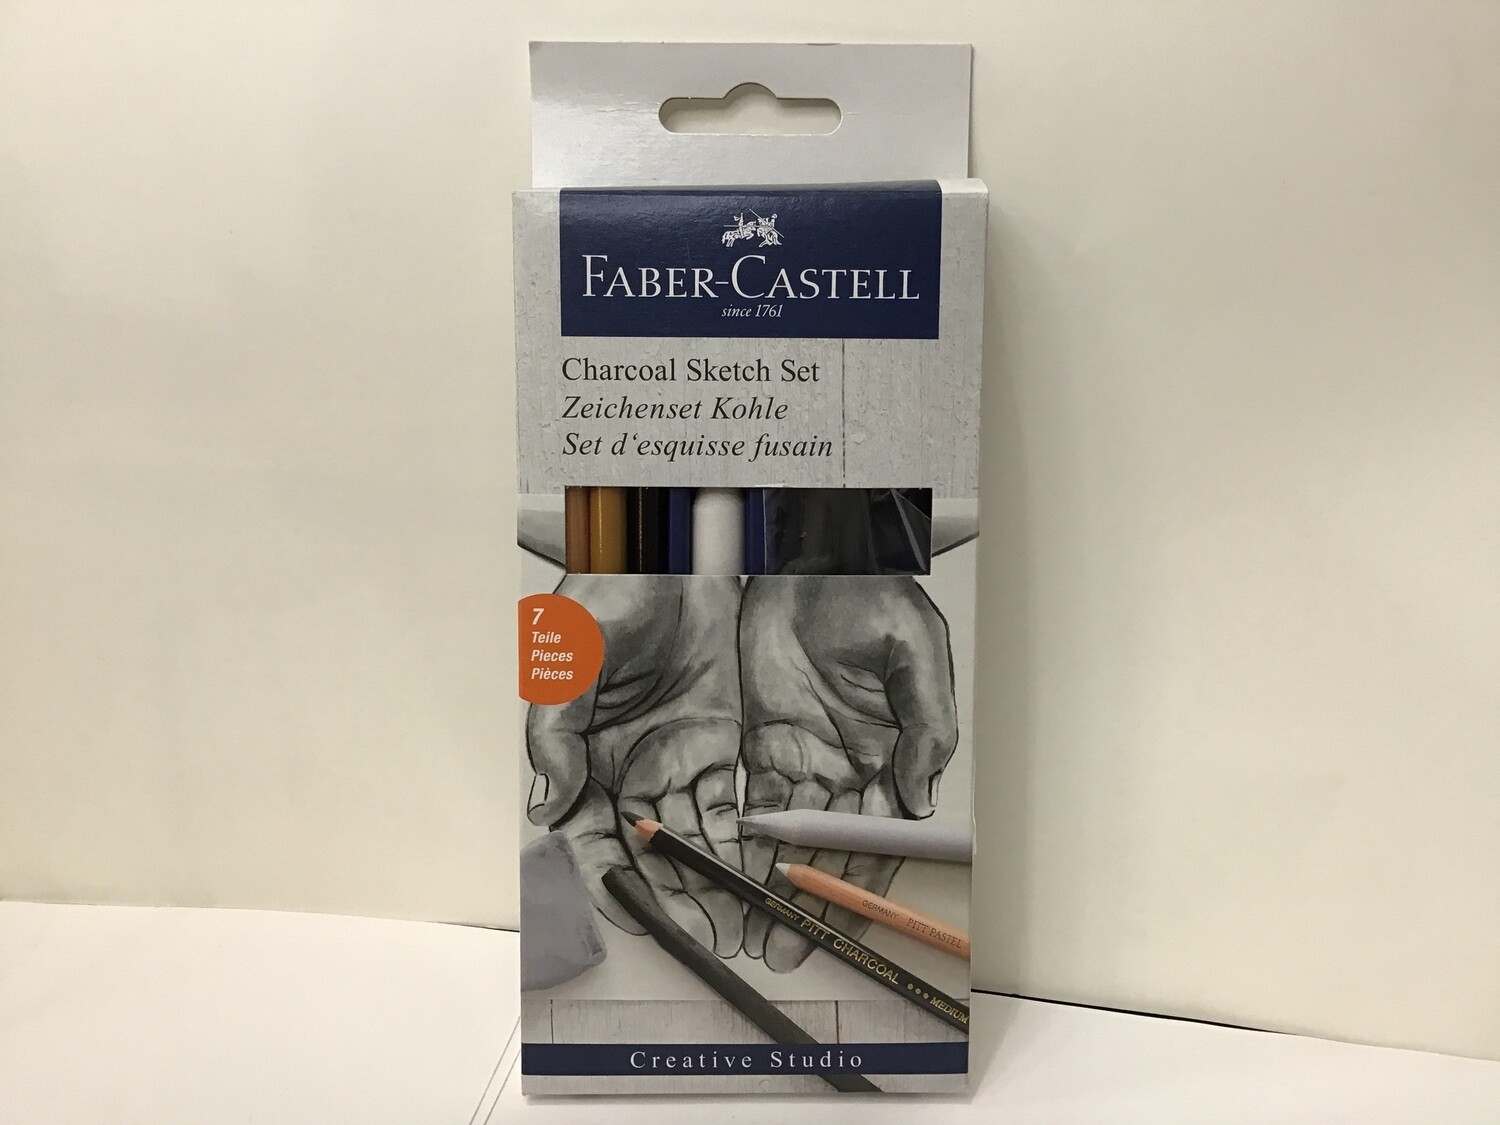 FABER-CASTELL
since 1761
Charcoal Sketch Set
Zeichenset Kohle
Set d‘esquisse fusain
7
Teile
Pieces
Pièces
GERMANY PITT PASTEL
GERMANY PITT CHARCOAL ●●● MEDIUM
Creative Studio